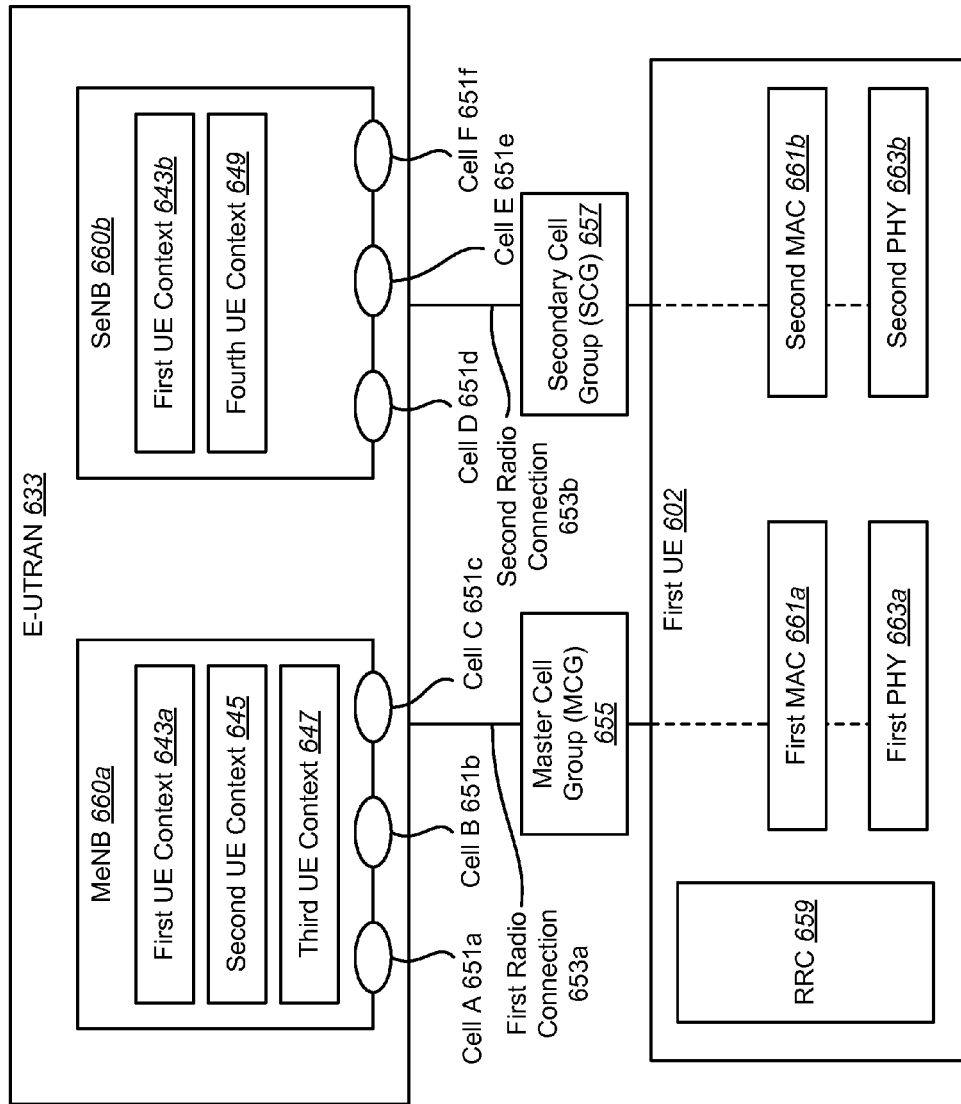 E-UTRAN 633
MeNB 660a
First UE Context 643a
Second UE Context 645
Third UE Context 647
SeNB 660b
First UE Context 643b
Fourth UE Context 649
Cell A 651a
Cell B 651b
Cell C 651c
Cell D 651d
Cell E 651e
Cell F 651f
First Radio
Connection
653a
Master Cell
Group (MCG)
655
Second Radio
Connection
653b
Secondary Cell
Group (SCG) 657
First UE 602
RRC 659
First MAC 661a
First PHY 663a
Second MAC 661b
Second PHY 663b